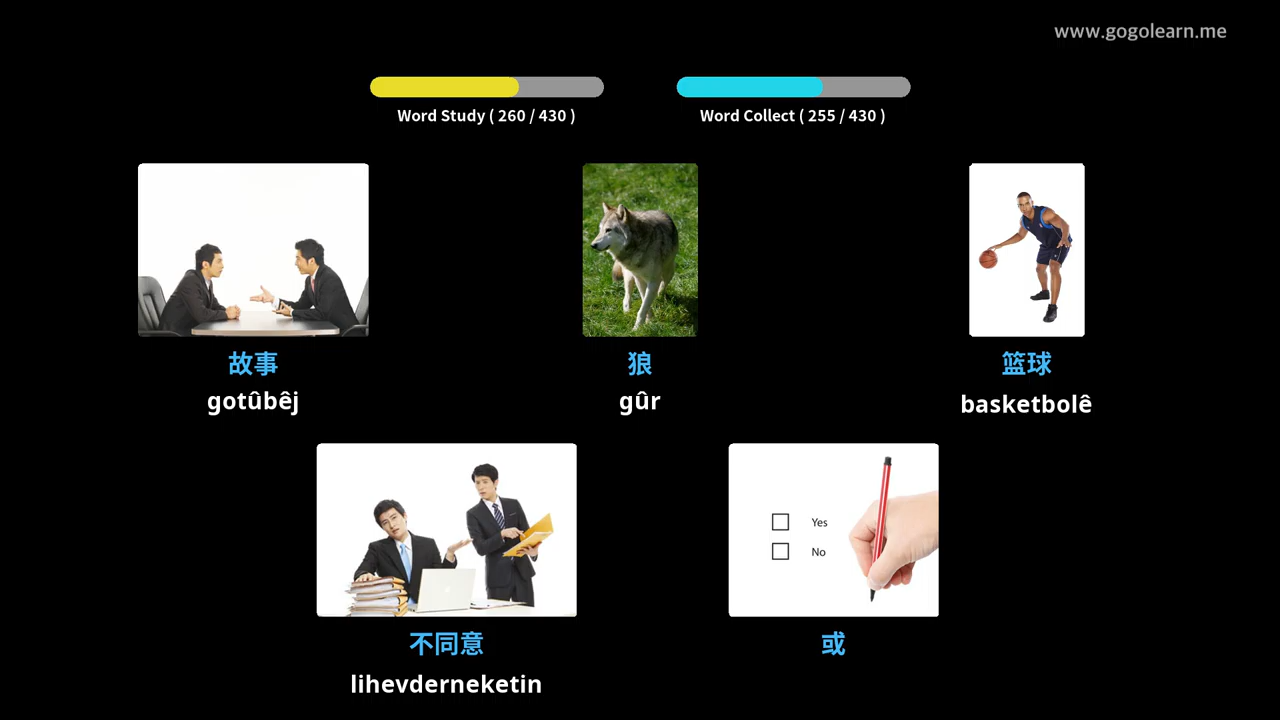 www.gogolearn.me
Word Study ( 260 / 430 )
Word Collect ( 255 / 430 )
故事
gotûbêj
狼
gûr
篮球
basketbolê
Yes
No
不同意
lihevderneketin
或